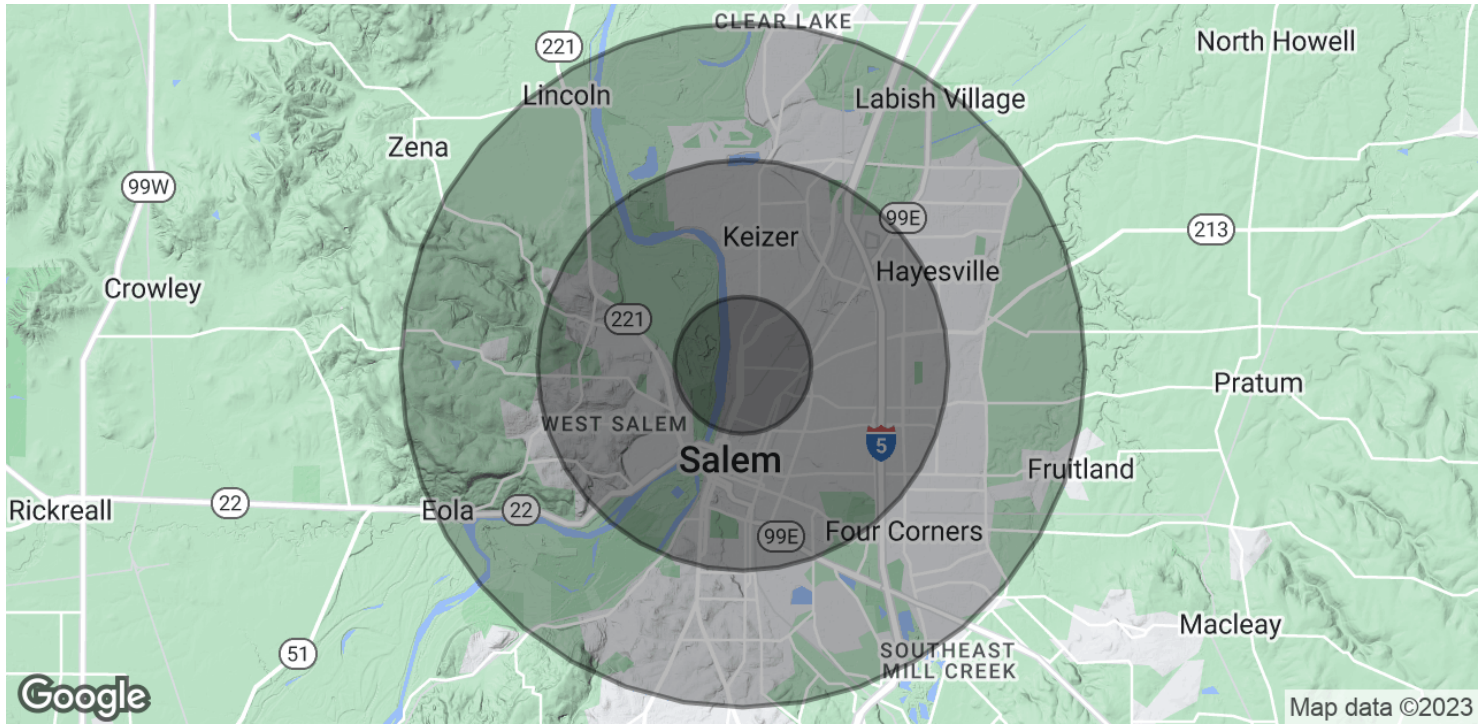 CLEAR LAKE
North Howell
221
Lincoln
Labish Village
Zena
99W
99E
213
Keizer
Hayesville
Crowley
221
Pratum
WEST SALEM
5
Salem
Fruitland
Rickreall
22
Eola
22
99E
Four Corners
Macleay
51
SOUTHEAST
MILL CREEK
Google
Map data ©2023